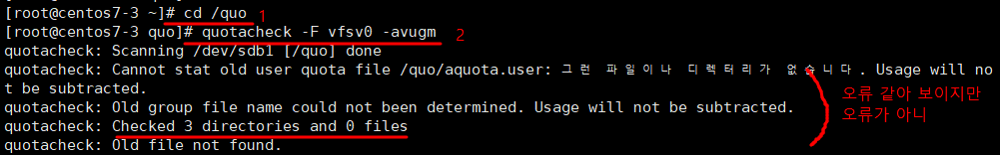 [root@centos7-3 ~]# cd /quo 1
[root@centos7-3 quo]# quotacheck -F vfsv0 -avugm 2
quotacheck: Scanning /dev/sdb1 [/quo] done
quotacheck: Cannot stat old user quota file /quo/aquota.user: 그런 파일이나 디렉터리가 없습니다. Usage will no
t be subtracted.
quotacheck: Old group file name could not been determined. Usage will not be subtracted.
quotacheck: Checked 3 directories and 0 files
quotacheck: Old file not found.
오류 같아 보이지만
오류가 아니